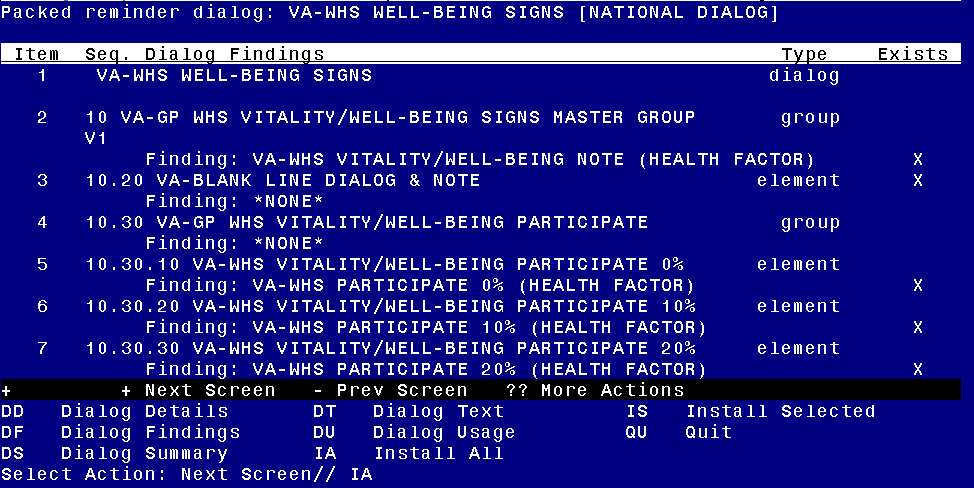 Packed reminder dialog: VA-WHS WELL-BEING SIGNS [NATIONAL DIALOG]
Item  Seq. Dialog Findings  Type  Exists
1  VA-WHS WELL-BEING SIGNS  dialog
2  10 VA-GP WHS VITALITY/WELL-BEING SIGNS MASTER GROUP  group
V1
Finding: VA-WHS VITALITY/WELL-BEING NOTE (HEALTH FACTOR)  X
3  10.20 VA-BLANK LINE DIALOG & NOTE  element  X
Finding: *NONE*
4  10.30 VA-GP WHS VITALITY/WELL-BEING PARTICIPATE  group
Finding: *NONE*
5  10.30.10 VA-WHS VITALITY/WELL-BEING PARTICIPATE 0%  element
Finding: VA-WHS PARTICIPATE 0% (HEALTH FACTOR)  X
6  10.30.20 VA-WHS VITALITY/WELL-BEING PARTICIPATE 10%  element
Finding: VA-WHS PARTICIPATE 10% (HEALTH FACTOR)  X
7  10.30.30 VA-WHS VITALITY/WELL-BEING PARTICIPATE 20%  element
Finding: VA-WHS PARTICIPATE 20% (HEALTH FACTOR)  X
+  + Next Screen  - Prev Screen  ?? More Actions
DD  Dialog Details  DT  Dialog Text  IS  Install Selected
DF  Dialog Findings  DU  Dialog Usage  QU  Quit
DS  Dialog Summary  IA  Install All
Select Action: Next Screen// IA